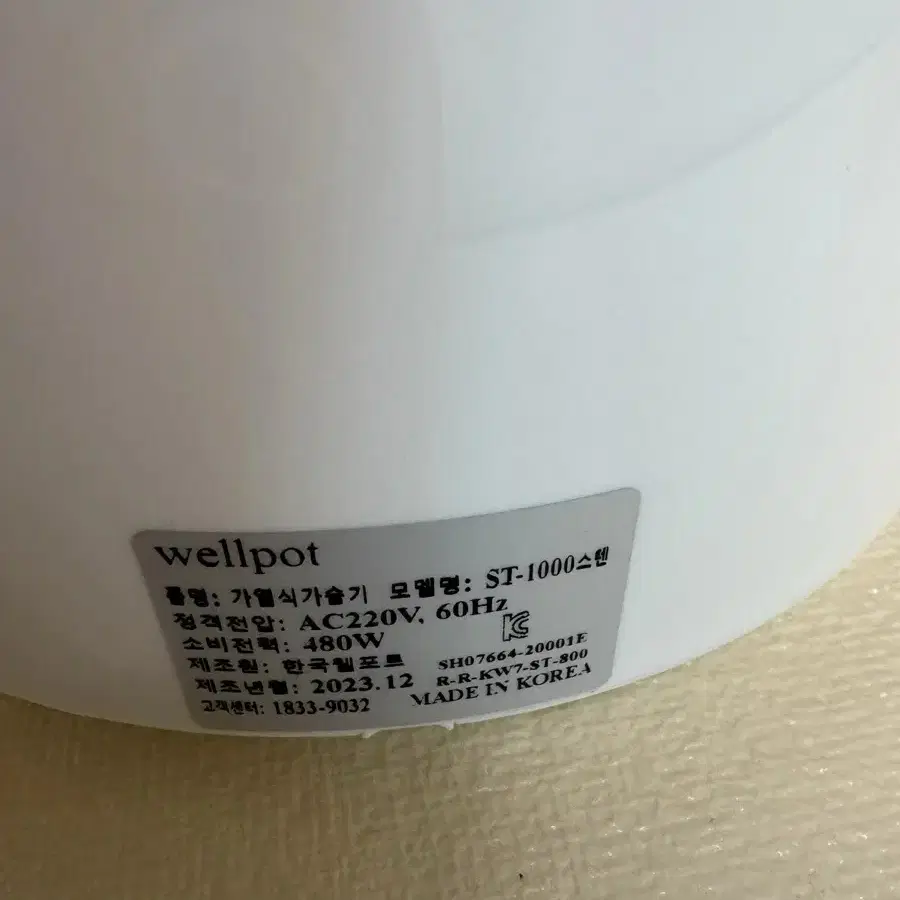 wellpot
품명: 가열식가습기 모델명: ST-1000스텐
정격전압: AC220V, 60Hz
소비전력: 480W
제조원: 한국웰포트 SH07664-20001E
제조년월: 2023.12 R-R-KW7-ST-800
고객센터: 1833-9032 MADE IN KOREA